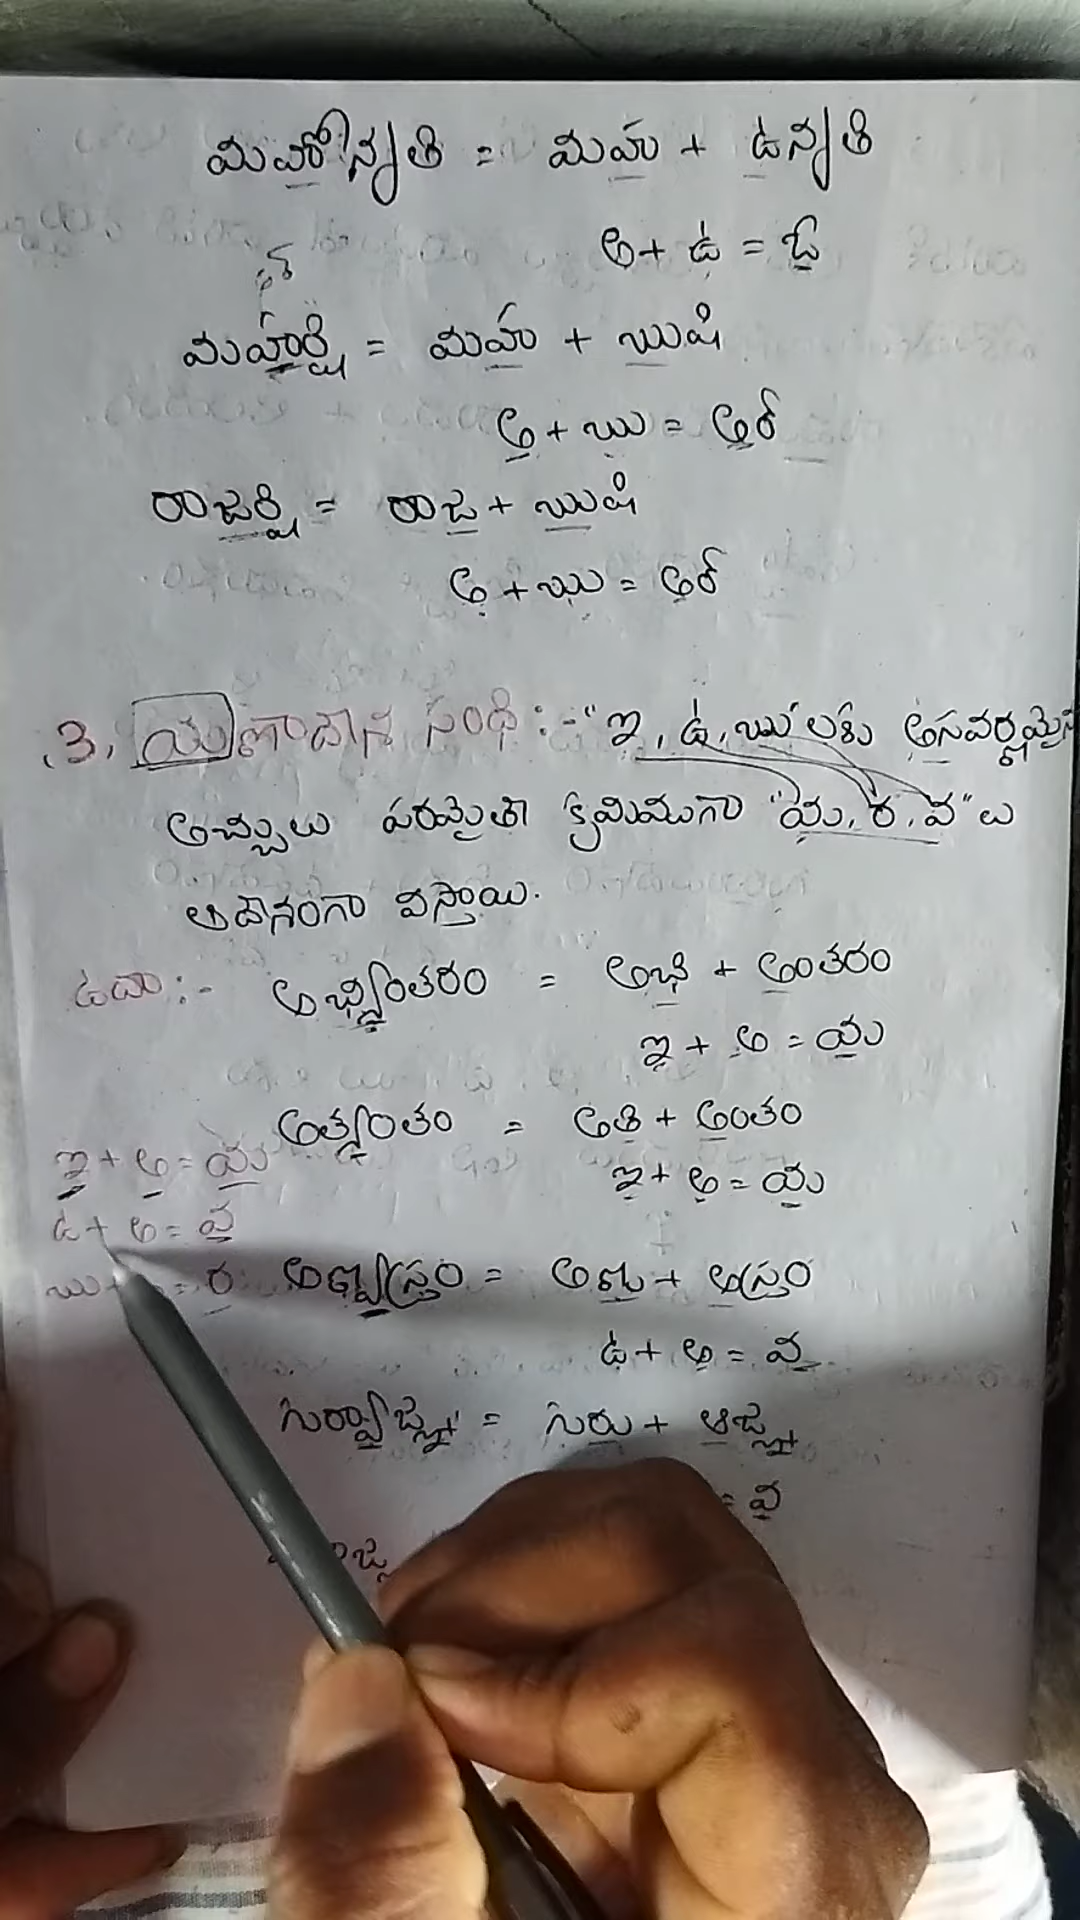 మహోన్నతి = మహ + ఉన్నతి
అ + ఉ = ఓ
మహర్షి = మహ + ఋషి
అ + ఋ = అర్
రాజర్షి = రాజ + ఋషి
అ + ఋ = అర్
3, యణాదేశ సంధి :- "ఇ, ఉ, ఋ లకు అసవర్ణమైన
అచ్చులు పరమైతే క్రమముగా "య, ర, వ" లు
ఆదేశంగా వస్తాయి.
ఉదా :- అభ్యంతరం = అభి + అంతరం
ఇ + అ = య
అత్యంతం = అతి + అంతం
ఇ + అ = య
ఇ + అ = య
ఉ + అ = వ
= ర
అణ్వస్త్రం = అణు + అస్త్రం
ఉ + అ = వ
గుర్వాజ్ఞ = గురు + ఆజ్ఞ
= వ